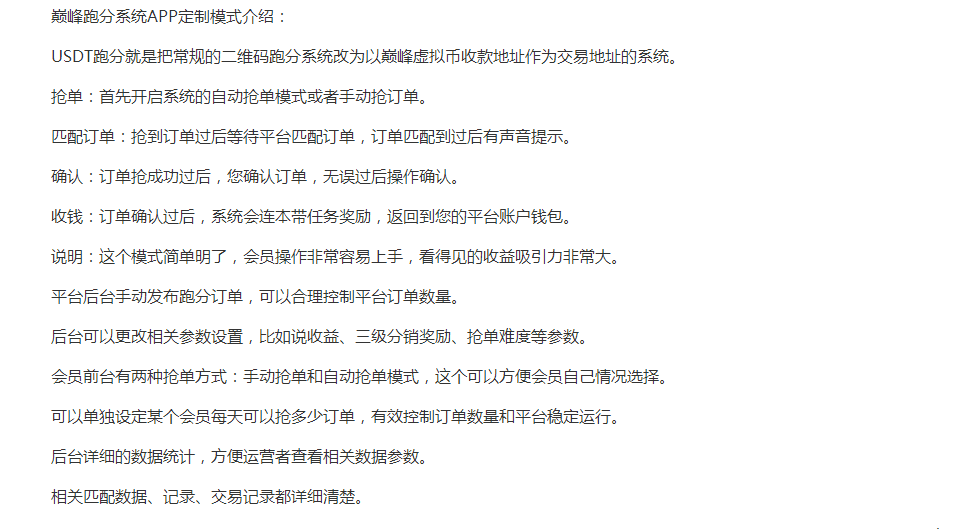 巅峰跑分系统APP定制模式介绍：
USDT跑分就是把常规的二维码跑分系统改为以巅峰虚拟币收款地址作为交易地址的系统。
抢单：首先开启系统的自动抢单模式或者手动抢订单。
匹配订单：抢到订单过后等待平台匹配订单，订单匹配到过后有声音提示。
确认：订单抢成功过后，您确认订单，无误过后操作确认。
收钱：订单确认过后，系统会连本带任务奖励，返回到您的平台账户钱包。
说明：这个模式简单明了，会员操作非常容易上手，看得见的收益吸引力非常大。
平台后台手动发布跑分订单，可以合理控制平台订单数量。
后台可以更改相关参数设置，比如说收益、三级分销奖励、抢单难度等参数。
会员前台有两种抢单方式：手动抢单和自动抢单模式，这个可以方便会员自己情况选择。
可以单独设定某个会员每天可以抢多少订单，有效控制订单数量和平台稳定运行。
后台详细的数据统计，方便运营者查看相关数据参数。
相关匹配数据、记录、交易记录都详细清楚。